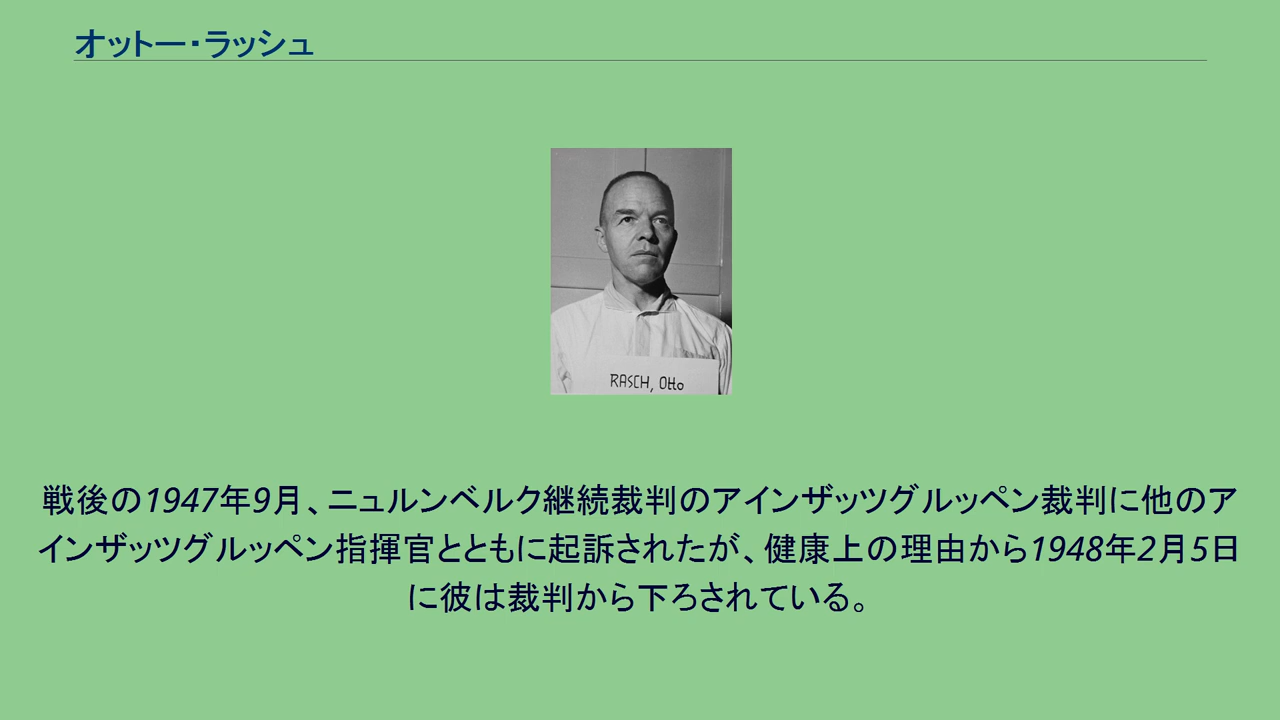 オットー・ラッシュ
RASCH, Otto
戦後の1947年9月、ニュルンベルク継続裁判のアインザッツグルッペン裁判に他のア
インザッツグルッペン指揮官とともに起訴されたが、健康上の理由から1948年2月5日
に彼は裁判から下ろされている。